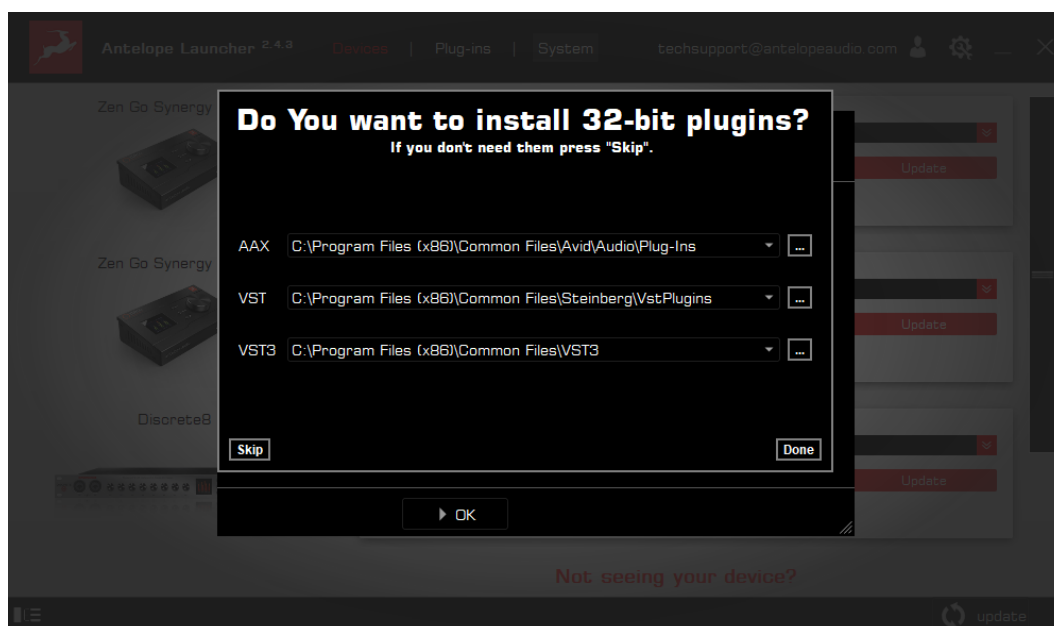 Antelope Launcher 2.4.3 Devices | Plug-ins | System techsupport@antelopeaudio.com
Zen Go Synergy
Do You want to install 32-bit plugins?
If you don't need them press "Skip".
Update
AAX C:\Program Files (x86)\Common Files\Avid\Audio\Plug-Ins ...
Zen Go Synergy
VST C:\Program Files (x86)\Common Files\Steinberg\VstPlugins ...
Update
VST3 C:\Program Files (x86)\Common Files\VST3 ...
Discrete8
Skip Done
Update
OK
Not seeing your device?
update